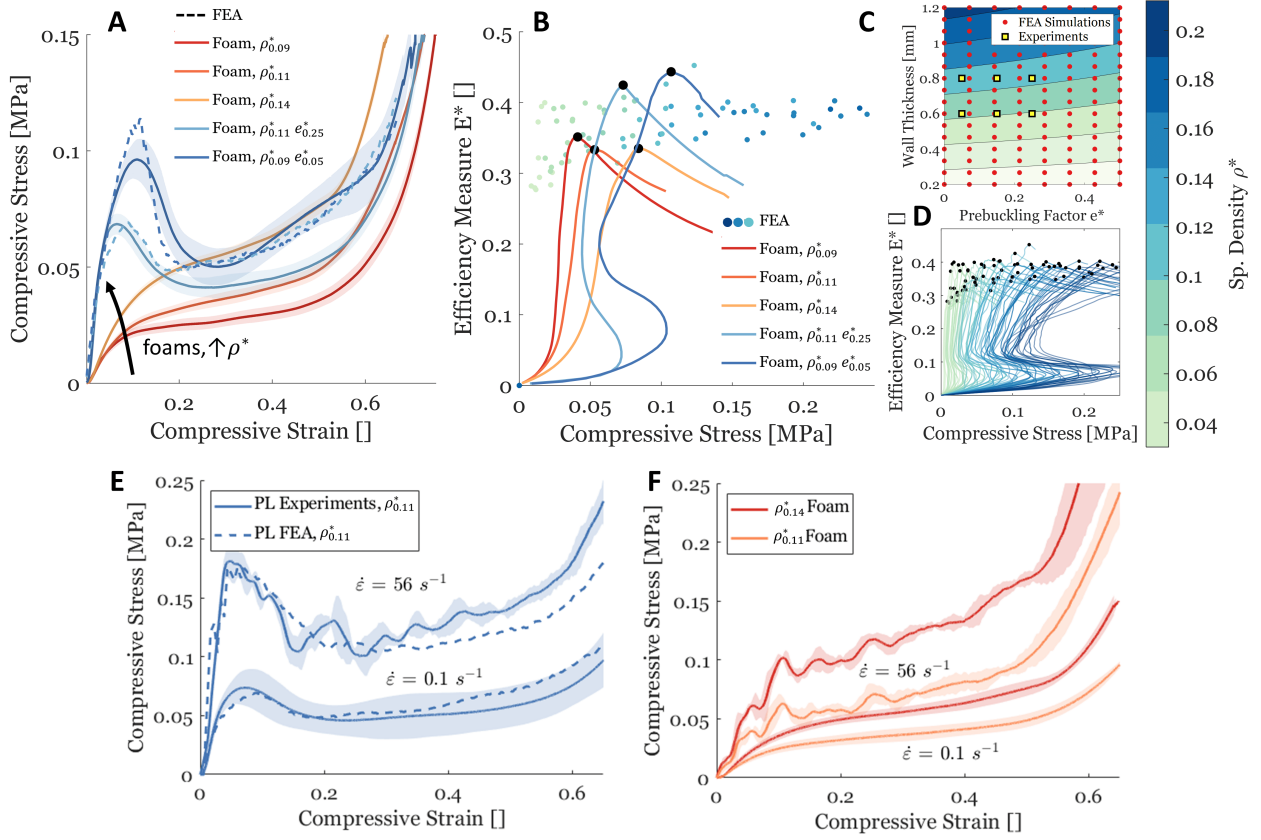 A
FEA
Foam, ρ*0.09
Foam, ρ*0.11
Foam, ρ*0.14
Foam, ρ*0.11 e*0.25
Foam, ρ*0.09 e*0.05
0.15
0.1
0.05
0
0.2
0.4
0.6
Compressive Stress [MPa]
Compressive Strain []
foams, ↑ρ*
B
0.5
0.4
0.3
0.2
0.1
0
0
0.05
0.1
0.15
0.2
Efficiency Measure E* []
Compressive Stress [MPa]
FEA
Foam, ρ*0.09
Foam, ρ*0.11
Foam, ρ*0.14
Foam, ρ*0.11 e*0.25
Foam, ρ*0.09 e*0.05
C
FEA Simulations
Experiments
1.2
1
0.8
0.6
0.4
0.2
0
0.2
0.4
Wall Thickness [mm]
Prebuckling Factor e*
D
0.4
0.3
0.2
0.1
0
0
0.1
0.2
Efficiency Measure E* []
Compressive Stress [MPa]
0.2
0.18
0.16
0.14
0.12
0.1
0.08
0.06
0.04
Sp. Density ρ*
E
PL Experiments, ρ*0.11
PL FEA, ρ*0.11
0.25
0.2
0.15
0.1
0.05
0
0
0.2
0.4
0.6
ε̇ = 56 s⁻¹
ε̇ = 0.1 s⁻¹
Compressive Stress [MPa]
Compressive Strain []
F
ρ*0.14 Foam
ρ*0.11 Foam
0.25
0.2
0.15
0.1
0.05
0
0
0.2
0.4
0.6
ε̇ = 56 s⁻¹
ε̇ = 0.1 s⁻¹
Compressive Stress [MPa]
Compressive Strain []